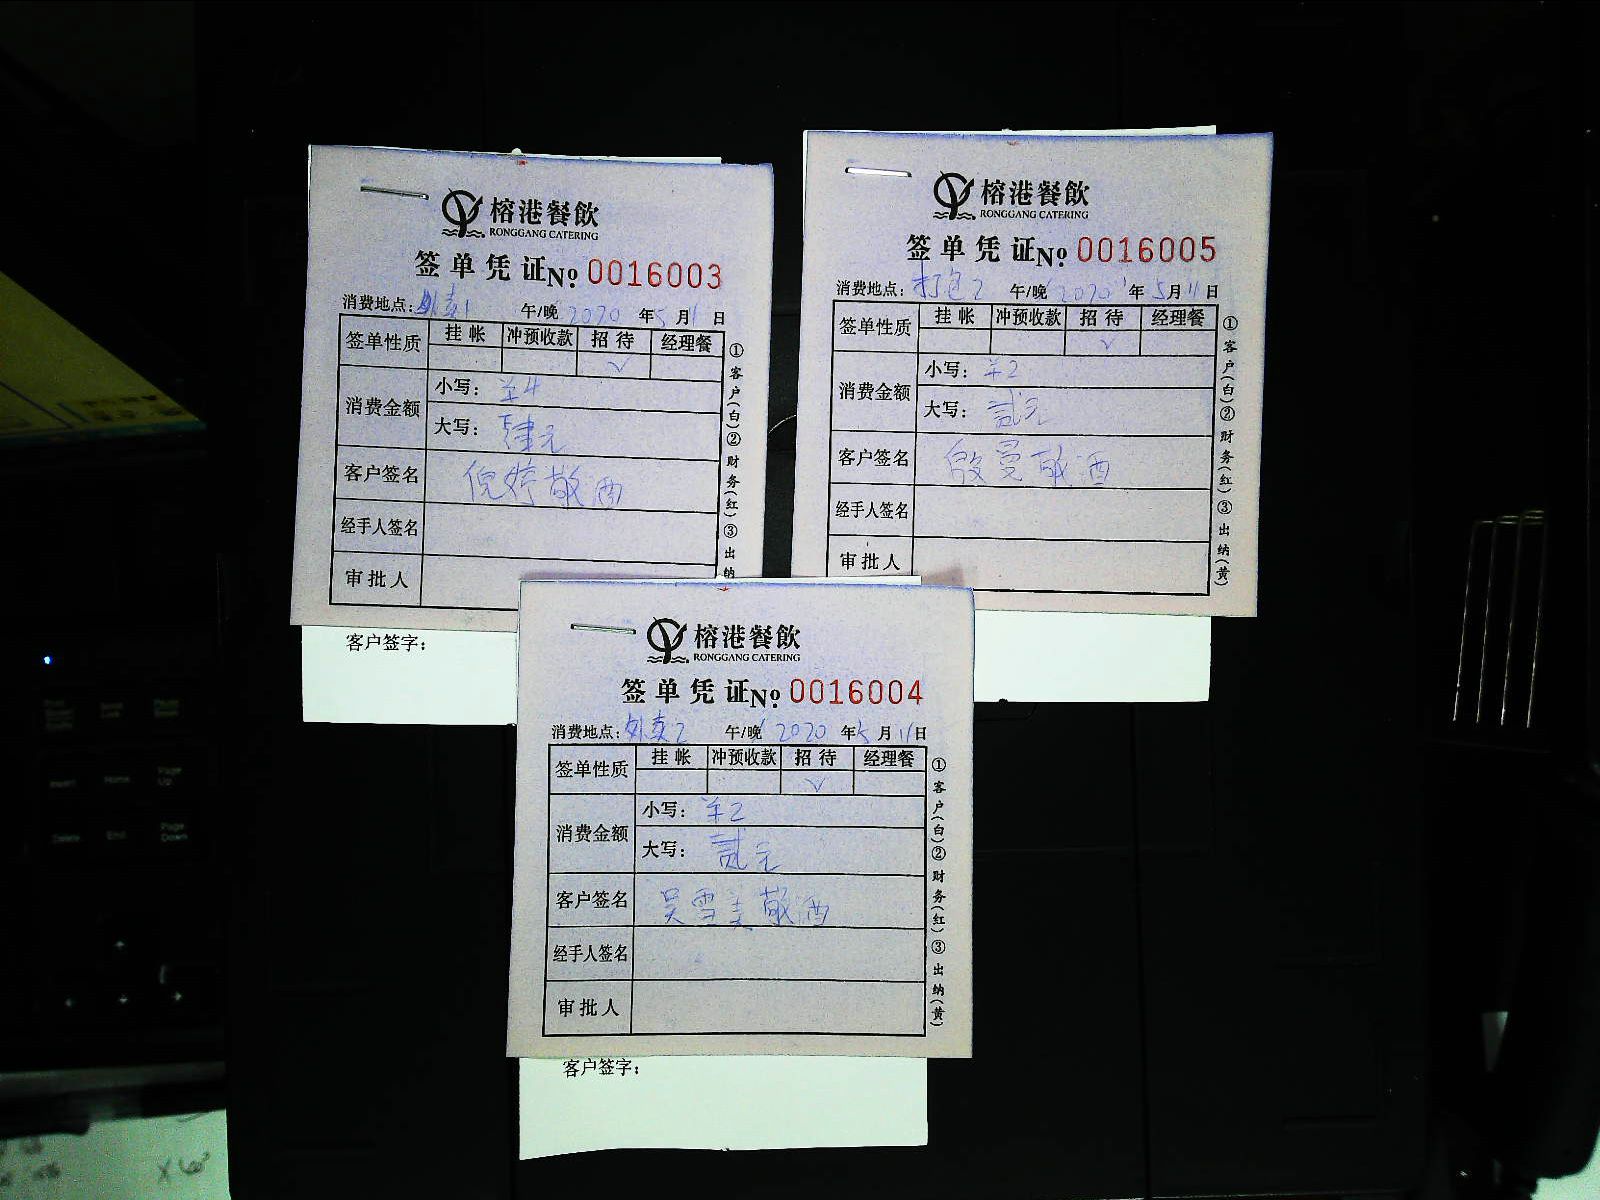 榕港餐飲
RONGGANG CATERING
签单凭证№ 0016003
消费地点：外卖1 午/晚 2020 年 5 月 11 日
签单性质 挂帐 冲预收款 招待 经理餐
√
消费金额 小写：羊4
大写：肆元
客户签名 倪婷敬酒
经手人签名
审批人
①客户(白)②财务(红)③出纳
客户签字：
榕港餐飲
RONGGANG CATERING
签单凭证№ 0016005
消费地点：打包2 午/晚 2020 年 5 月 11 日
签单性质 挂帐 冲预收款 招待 经理餐
√
消费金额 小写：羊2
大写：贰元
客户签名 殷曼敬酒
经手人签名
审批人
①客户(白)②财务(红)③出纳(黄)
榕港餐飲
RONGGANG CATERING
签单凭证№ 0016004
消费地点：外卖2 午/晚 2020 年 5 月 11 日
签单性质 挂帐 冲预收款 招待 经理餐
√
消费金额 小写：羊2
大写：贰元
客户签名 吴雪美敬酒
经手人签名
审批人
①客户(白)②财务(红)③出纳(黄)
客户签字：
Insert Home Page Up
Delete End Page Down